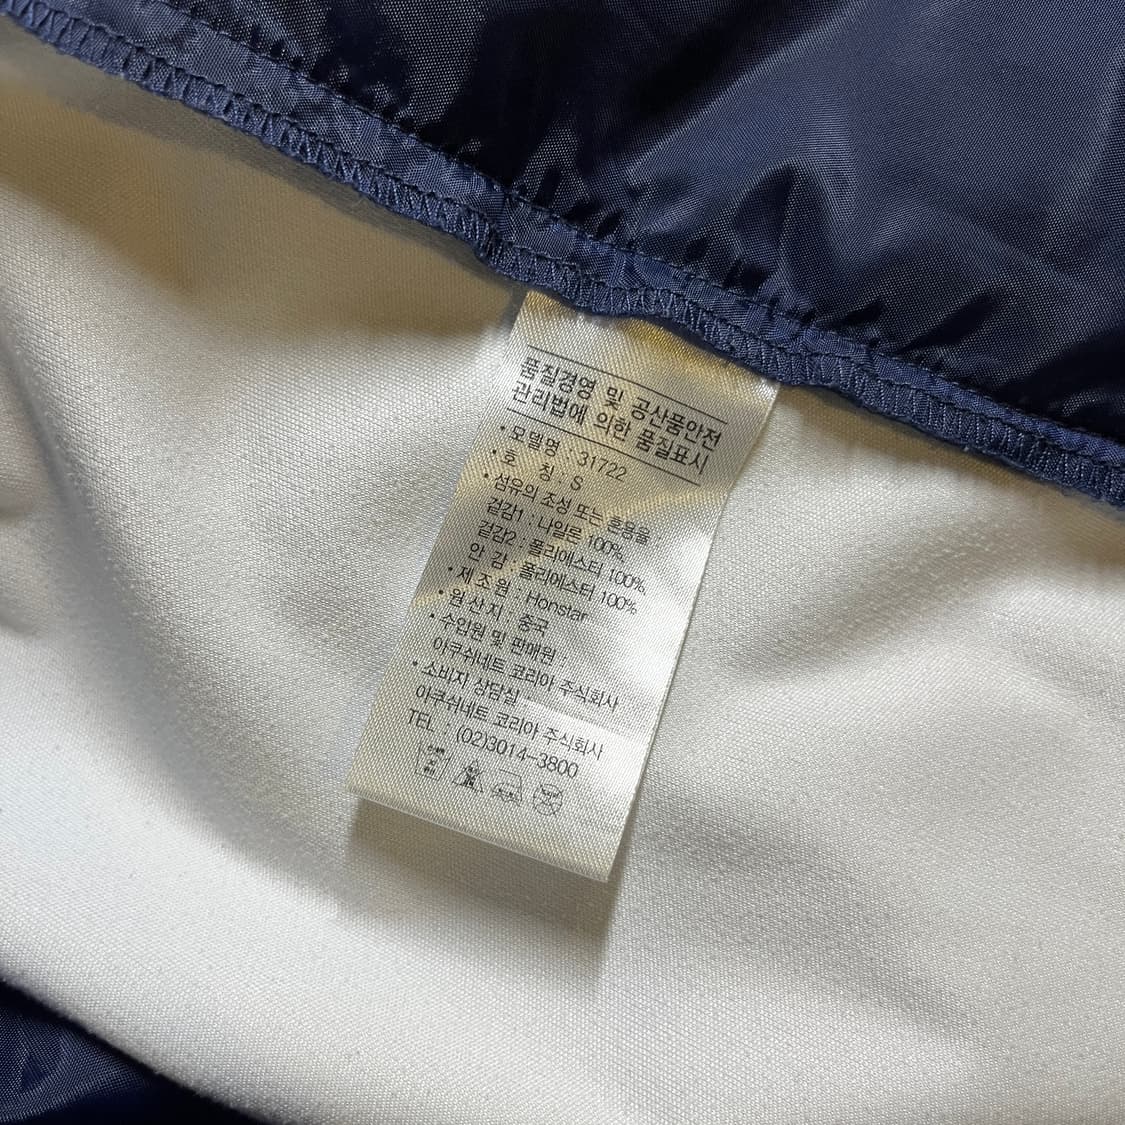 품질경영 및 공산품안전
관리법에 의한 품질표시
• 모델명 : 31722
• 호 칭 : S
• 섬유의 조성 또는 혼용율
겉감1 : 나일론 100%
겉감2 : 폴리에스터 100%
안 감 : 폴리에스터 100%
• 제 조 원 : Honstar
• 원 산 지 : 중국
• 수입원 및 판매원 :
아쿠쉬네트 코리아 주식회사
• 소비자 상담실
아쿠쉬네트 코리아 주식회사
TEL : (02)3014-3800